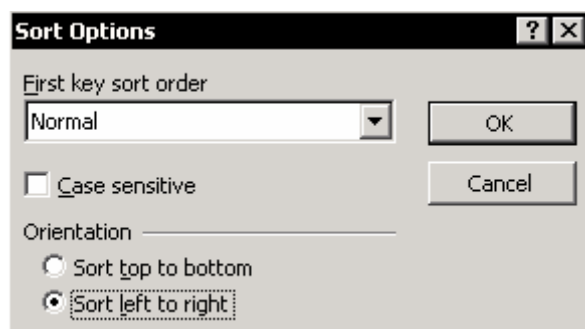 Sort Options
First key sort order
Normal
OK
Case sensitive
Cancel
Orientation
Sort top to bottom
Sort left to right